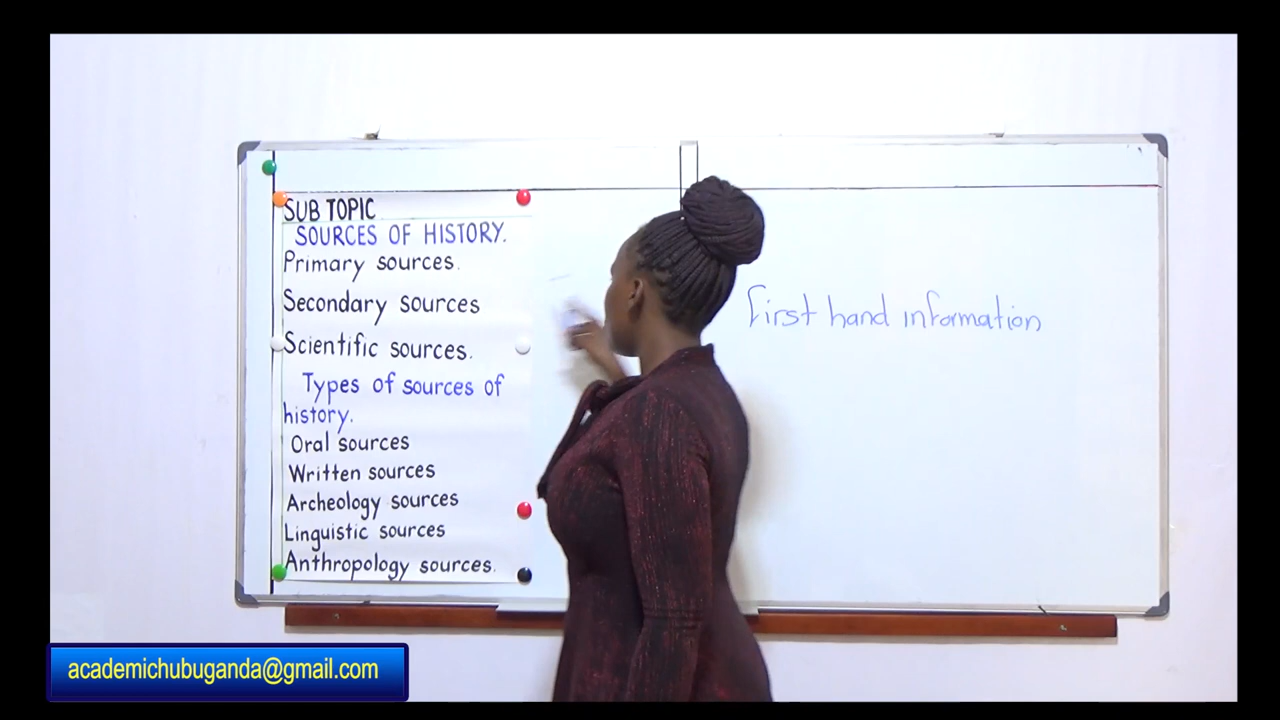 SUB TOPIC
SOURCES OF HISTORY.
Primary sources.
Secondary sources
Scientific sources.
Types of sources of
history.
Oral sources
Written sources
Archeology sources
Linguistic sources
Anthropology sources.
First hand information
academichubuganda@gmail.com